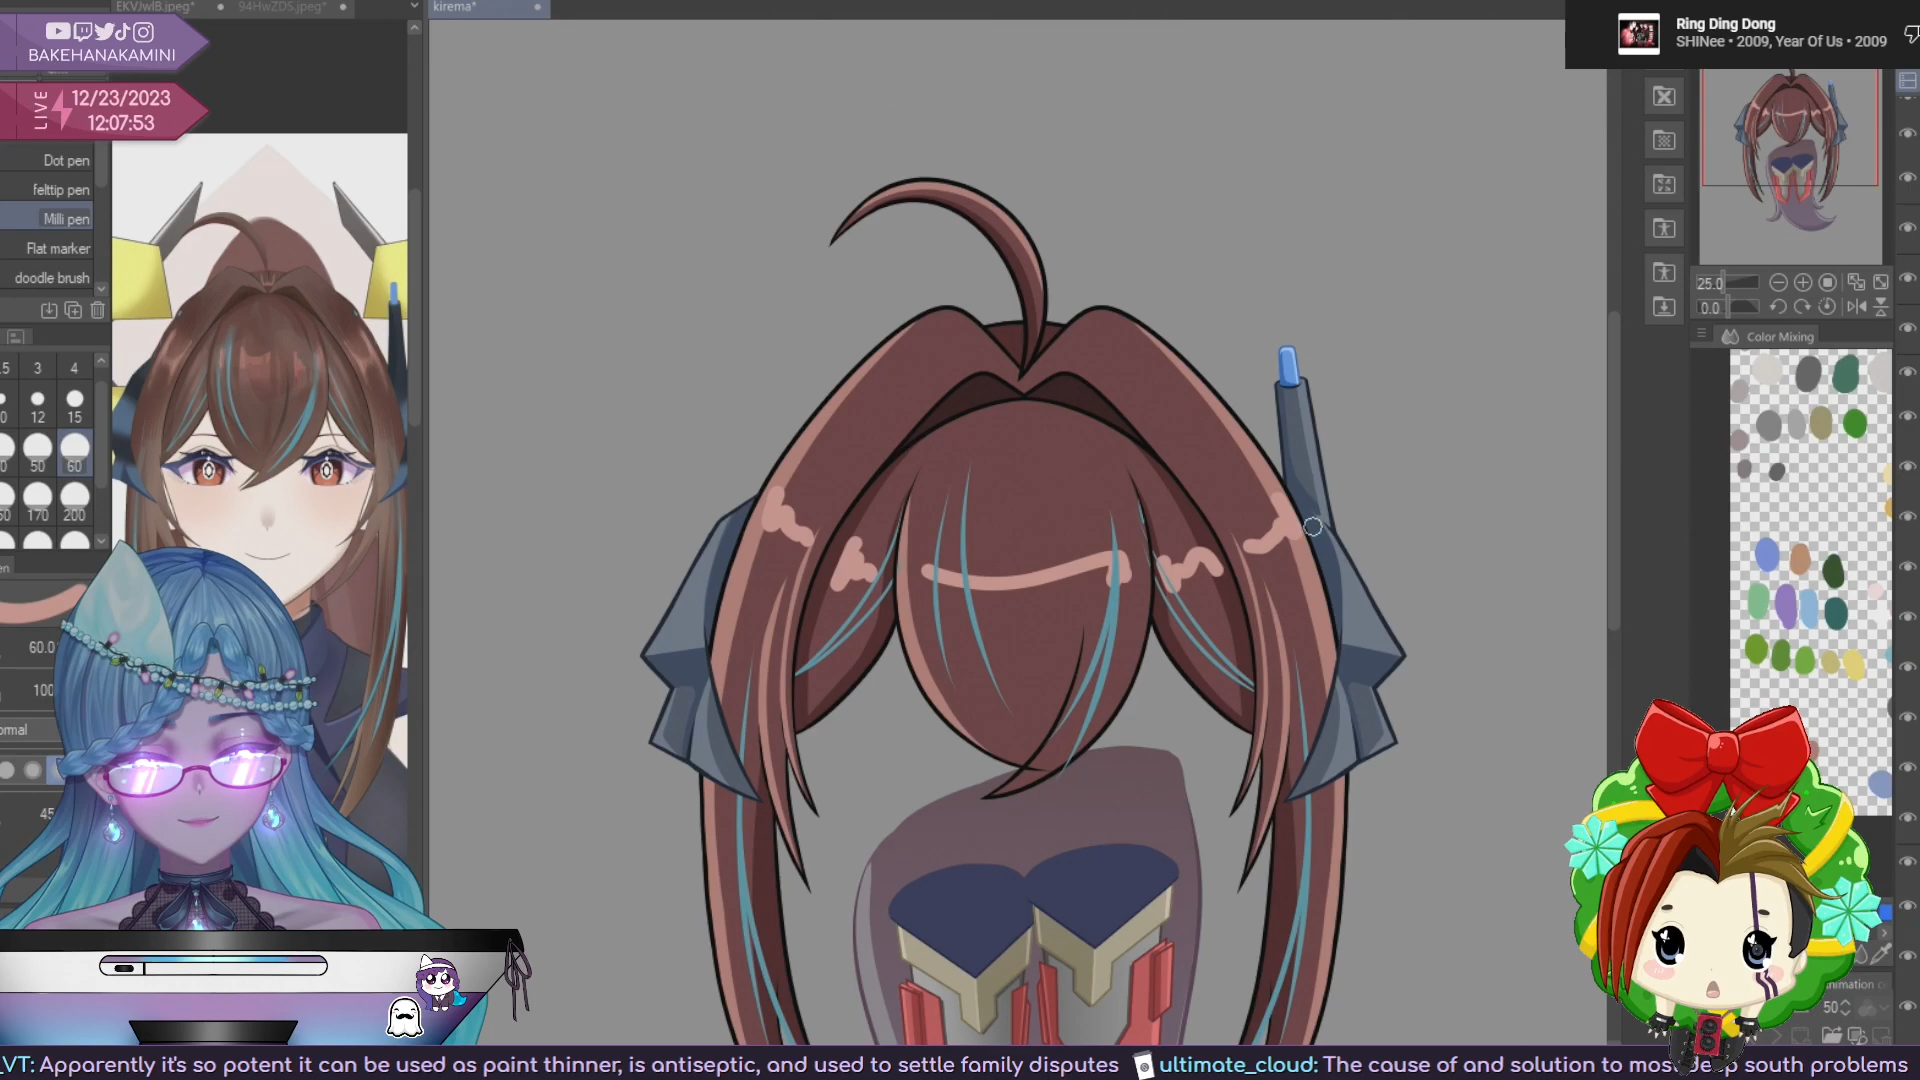 EKVJwlB.jpeg*
94HwZDS.jpeg*
kirema*
BAKEHANAKAMINI
LIVE
12/23/2023
12:07:53
Ring Ding Dong
SHINee • 2009, Year Of Us • 2009
Dot pen
felttip pen
Milli pen
Flat marker
doodle brush
.5 3 4
12 15
50 60
170 200
60.0
100
45
25.0
0.0
Color Mixing
50
_VT: Apparently it's so potent it can be used as paint thinner, is antiseptic, and used to settle family disputes
ultimate_cloud: The cause of and solution to most deep south problems